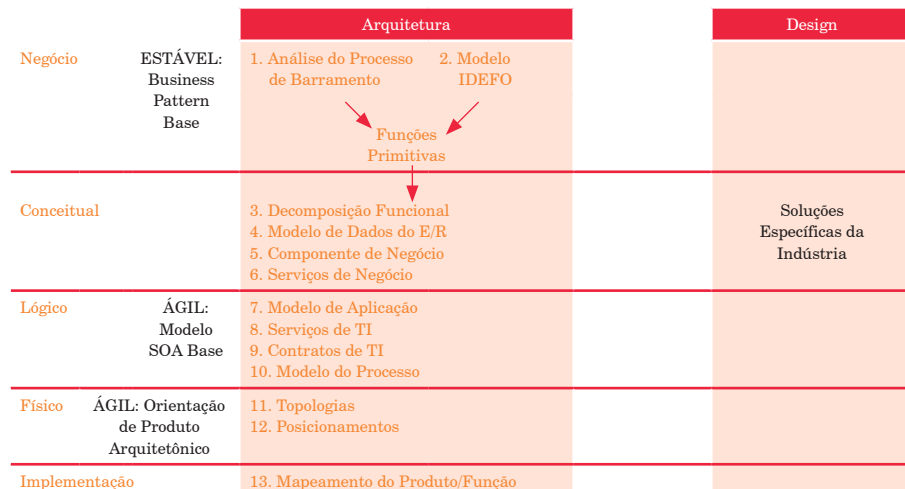 Arquitetura
Design
Negócio
ESTÁVEL:
Business
Pattern
Base
1. Análise do Processo
de Barramento
2. Modelo
IDEFO
Funções
Primitivas
Conceitual
3. Decomposição Funcional
4. Modelo de Dados do E/R
5. Componente de Negócio
6. Serviços de Negócio
Soluções
Específicas da
Indústria
Lógico
ÁGIL:
Modelo
SOA Base
7. Modelo de Aplicação
8. Serviços de TI
9. Contratos de TI
10. Modelo do Processo
Físico
ÁGIL: Orientação
de Produto
Arquitetônico
11. Topologias
12. Posicionamentos
Implementação
13. Mapeamento do Produto/Função